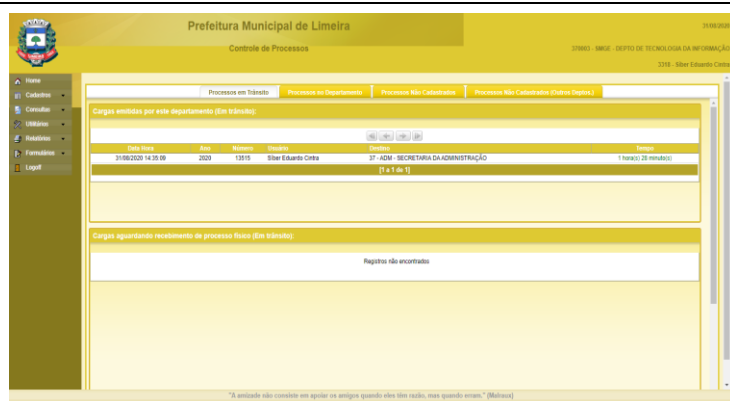 Prefeitura Municipal de Limeira
31/08/2020
Controle de Processos
370903 - SMGE - DEPTO DE TECNOLOGIA DA INFORMAÇÃO
3318 - Siber Eduardo Cintra
Home
Cadastros
Consultas
Utilitários
Relatórios
Formulários
Logoff
Processos em Trânsito Processos no Departamento Processos Não Cadastrados Processos Não Cadastrados (Outros Deptos.)
Cargas emitidas por este departamento (Em trânsito):
Data Hora Ano Número Usuário Destino Tempo
31/08/2020 14:35:09 2020 13515 Siber Eduardo Cintra 37 - ADM - SECRETARIA DA ADMINISTRAÇÃO 1 hora(s) 26 minuto(s)
[1 a 1 de 1]
Cargas aguardando recebimento de processo físico (Em trânsito):
Registros não encontrados
"A amizade não consiste em apoiar os amigos quando eles têm razão, mas quando erram." (Malraux)